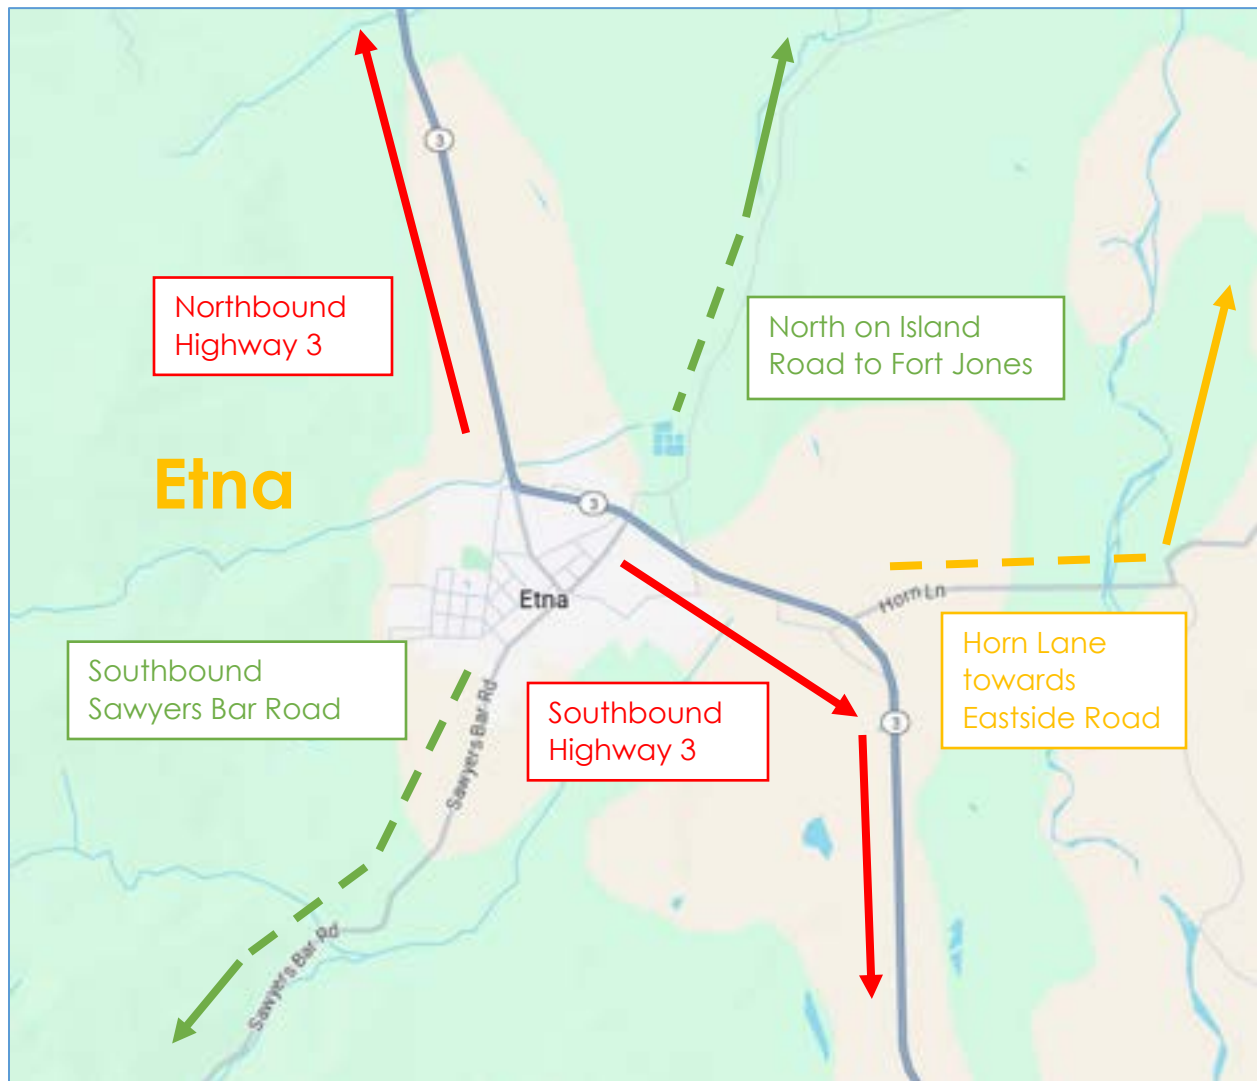 3
Northbound
Highway 3
North on Island
Road to Fort Jones
Etna
3
Etna
Horn Ln
Southbound
Sawyers Bar Road
Horn Lane
towards
Eastside Road
Sawyers Bar Rd
Southbound
Highway 3
3
Sawyers Bar Rd